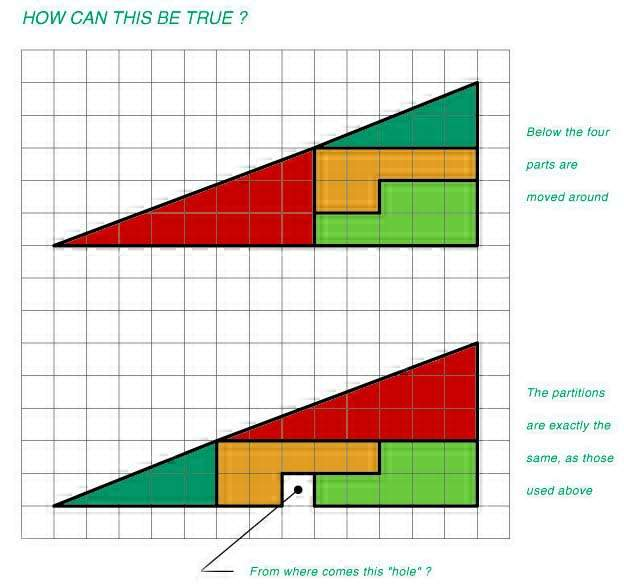 HOW CAN THIS BE TRUE ?
Below the four
parts are
moved around
The partitions
are exactly the
same, as those
used above
From where comes this "hole" ?